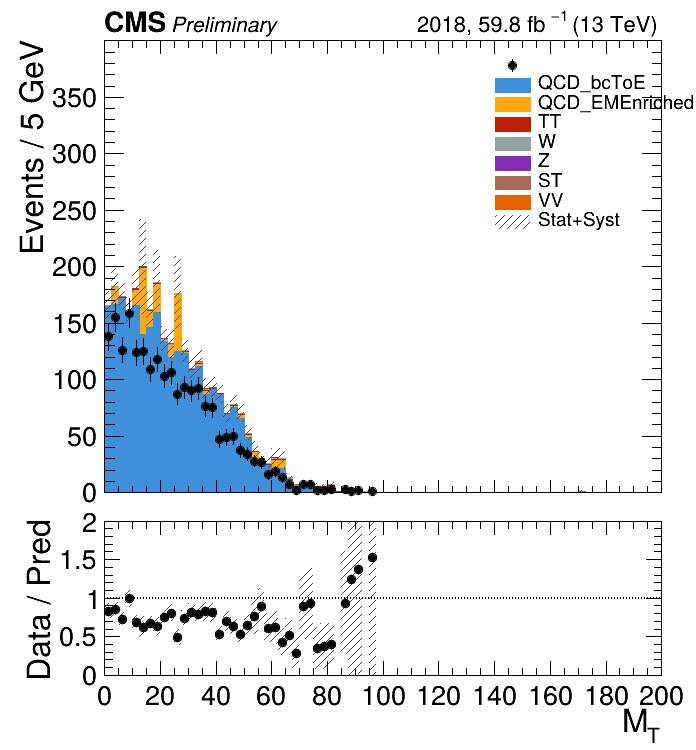 CMS Preliminary 2018, 59.8 fb⁻¹ (13 TeV)
Events / 5 GeV
350
300
250
200
150
100
50
0
QCD_bcToE
QCD_EMEnriched
TT
W
Z
ST
VV
Stat+Syst
Data / Pred
2
1.5
1
0.5
0
0 20 40 60 80 100 120 140 160 180 200
M_T